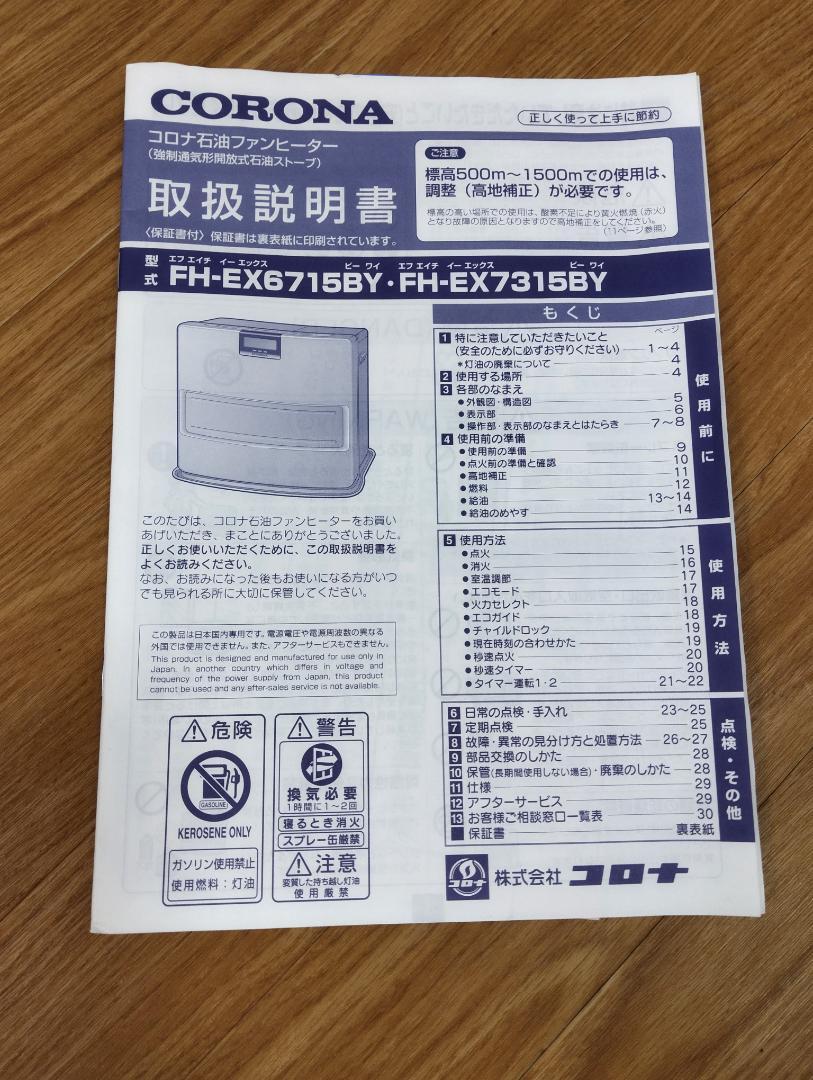 CORONA
正しく使って上手に節約
コロナ石油ファンヒーター
(強制通気形開放式石油ストーブ)
取扱説明書
〈保証書付〉保証書は裏表紙に印刷されています。
ご注意
標高500m〜1500mでの使用は、
調整(高地補正)が必要です。
標高の高い場所での使用は、酸素不足により黄火燃焼(赤火)
となり故障の原因となりますので高地補正をしてください。
(11ページ参照)
型式
エフ エイチ イー エックス ビー ワイ エフ エイチ イー エックス ビー ワイ
FH-EX6715BY・FH-EX7315BY
もくじ
ページ
1 特に注意していただきたいこと
(安全のために必ずお守りください) 1〜4
*灯油の廃棄について 4
2 使用する場所 4
3 各部のなまえ
●外観図・構造図 5
●表示部 6
●操作部・表示部のなまえとはたらき 7〜8
4 使用前の準備
●使用前の準備 9
●点火前の準備と確認 10
●高地補正 11
●燃料 12
●給油 13〜14
●給油のめやす 14
使用前に
5 使用方法
●点火 15
●消火 16
●室温調節 17
●エコモード 17
●火力セレクト 18
●エコガイド 18
●チャイルドロック 19
●現在時刻の合わせかた 19
●秒速点火 20
●秒速タイマー 20
●タイマー運転1・2 21〜22
使用方法
6 日常の点検・手入れ 23〜25
7 定期点検 25
8 故障・異常の見分け方と処置方法 26〜27
9 部品交換のしかた 28
10 保管(長期間使用しない場合)・廃棄のしかた 28
11 仕様 29
12 アフターサービス 29
13 お客様ご相談窓口一覧表 30
■ 保証書 裏表紙
点検・その他
このたびは、コロナ石油ファンヒーターをお買い
あげいただき、まことにありがとうございました。
正しくお使いいただくために、この取扱説明書を
よくお読みください。
なお、お読みになった後もお使いになる方がいつ
でも見られる所に大切に保管してください。
この製品は日本国内専用です。電源電圧や電源周波数の異なる
外国では使用できません。また、アフターサービスもできません。
This product is designed and manufactured for use only in
Japan. In another country which differs in voltage and
frequency of the power supply from Japan, this product
cannot be used and any after-sales service is not available.
危険
GASOLINE
KEROSENE ONLY
ガソリン使用禁止
使用燃料:灯油
警告
換気必要
1時間に1〜2回
寝るとき消火
スプレー缶厳禁
注意
変質した持ち越し灯油
使用厳禁
コロナ
株式会社 コロナ